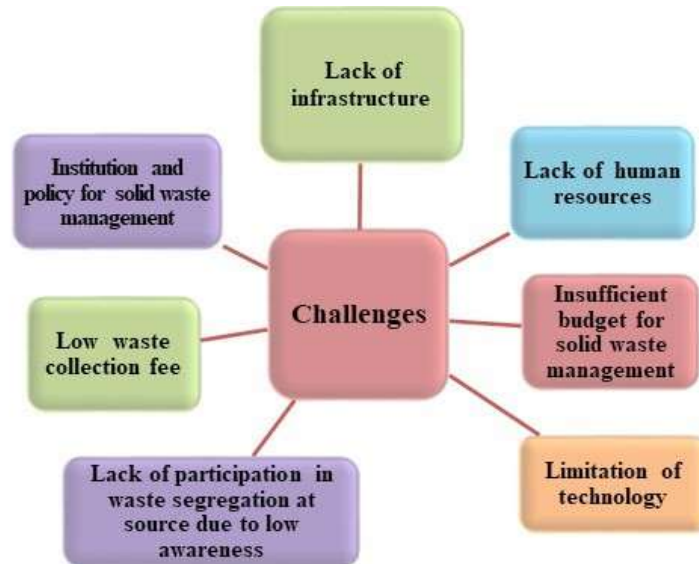 Lack of
infrastructure
Institution and
policy for solid waste
management
Lack of human
resources
Challenges
Insufficient
budget for
solid waste
management
Low waste
collection fee
Limitation of
technology
Lack of participation in
waste segregation at
source due to low
awareness